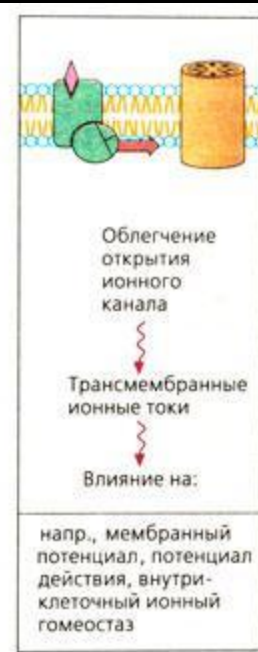 Облегчение
открытия
ионного
канала
Трансмембранные
ионные токи
Влияние на:
напр., мембранный
потенциал, потенциал
действия, внутри-
клеточный ионный
гомеостаз